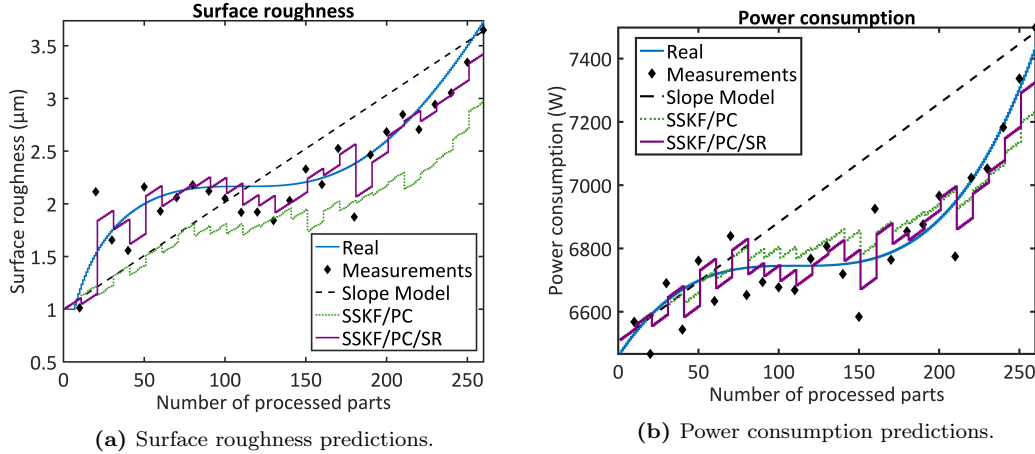 Surface roughness
3.5
3
2.5
2
1.5
1
0.5
Surface roughness (µm)
Real
Measurements
Slope Model
SSKF/PC
SSKF/PC/SR
0 50 100 150 200 250
Number of processed parts
(a) Surface roughness predictions.
Power consumption
7400
7200
7000
6800
6600
Power consumption (W)
Real
Measurements
Slope Model
SSKF/PC
SSKF/PC/SR
0 50 100 150 200 250
Number of processed parts
(b) Power consumption predictions.